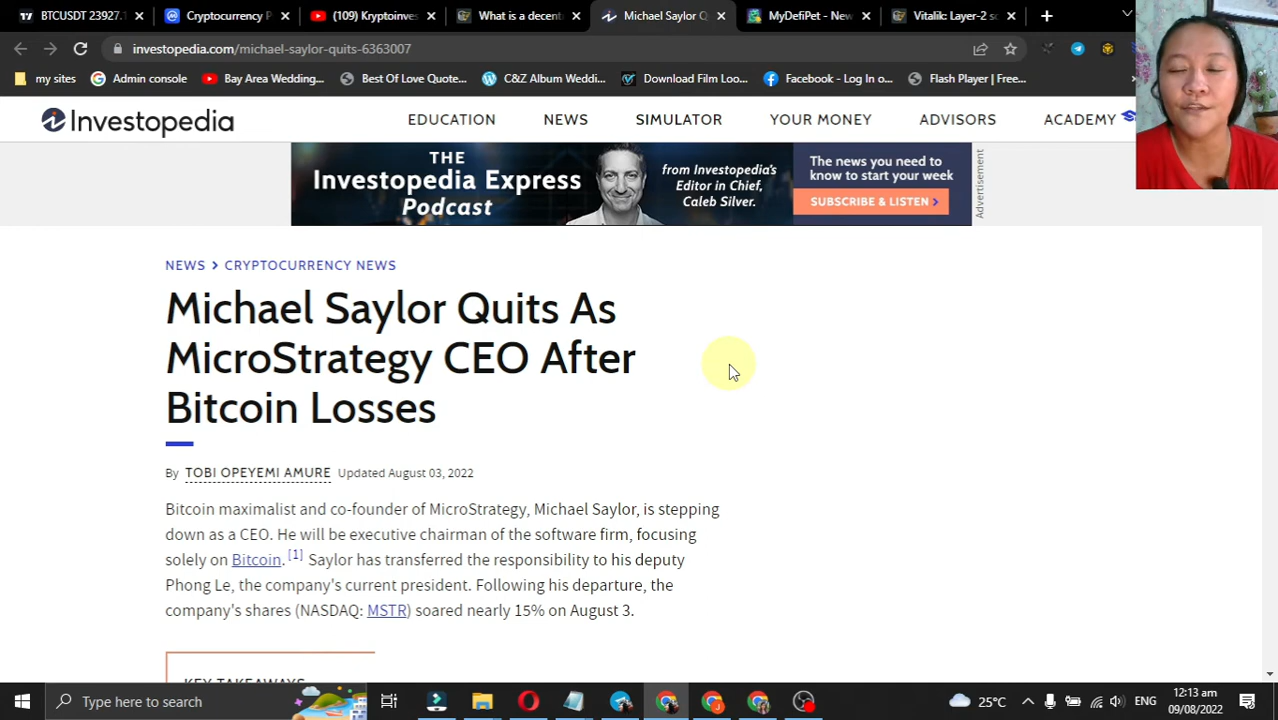 BTCUSDT 23927.1
Cryptocurrency P
(109) Kryptoinves
What is a decent
Michael Saylor Q
MyDefiPet - New
Vitalik: Layer-2 s
investopedia.com/michael-saylor-quits-6363007
my sites
Admin console
Bay Area Wedding...
Best Of Love Quote...
C&Z Album Weddi...
Download Film Loo...
Facebook - Log In o...
Flash Player | Free...
Investopedia
EDUCATION
NEWS
SIMULATOR
YOUR MONEY
ADVISORS
ACADEMY
THE
Investopedia Express
Podcast
from Investopedia's
Editor in Chief,
Caleb Silver.
The news you need to
know to start your week
SUBSCRIBE & LISTEN >
Advertisement
NEWS > CRYPTOCURRENCY NEWS
Michael Saylor Quits As
MicroStrategy CEO After
Bitcoin Losses
By TOBI OPEYEMI AMURE Updated August 03, 2022
Bitcoin maximalist and co-founder of MicroStrategy, Michael Saylor, is stepping
down as a CEO. He will be executive chairman of the software firm, focusing
solely on Bitcoin.[1] Saylor has transferred the responsibility to his deputy
Phong Le, the company's current president. Following his departure, the
company's shares (NASDAQ: MSTR) soared nearly 15% on August 3.
KEY TAKEAWAYS
Type here to search
25°C
ENG
12:13 am
09/08/2022